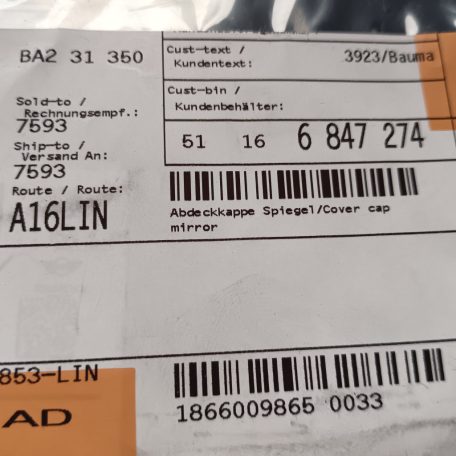 BA2 31 350
Cust-text /
Kundentext:
3923/Bauma
Cust-bin /
Kundenbehälter:
Sold-to /
Rechnungsempf.:
7593
51 16 6 847 274
Ship-to /
Versand An:
7593
Route / Route:
A16LIN
Abdeckkappe Spiegel/Cover cap
mirror
853-LIN
AD
1866009865 0033